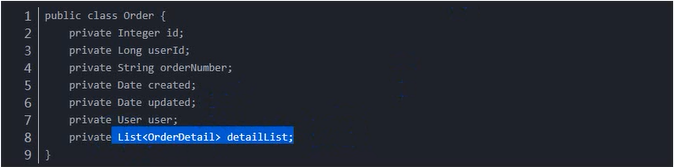 1 public class Order {
2     private Integer id;
3     private Long userId;
4     private String orderNumber;
5     private Date created;
6     private Date updated;
7     private User user;
8     private List<OrderDetail> detailList;
9 }